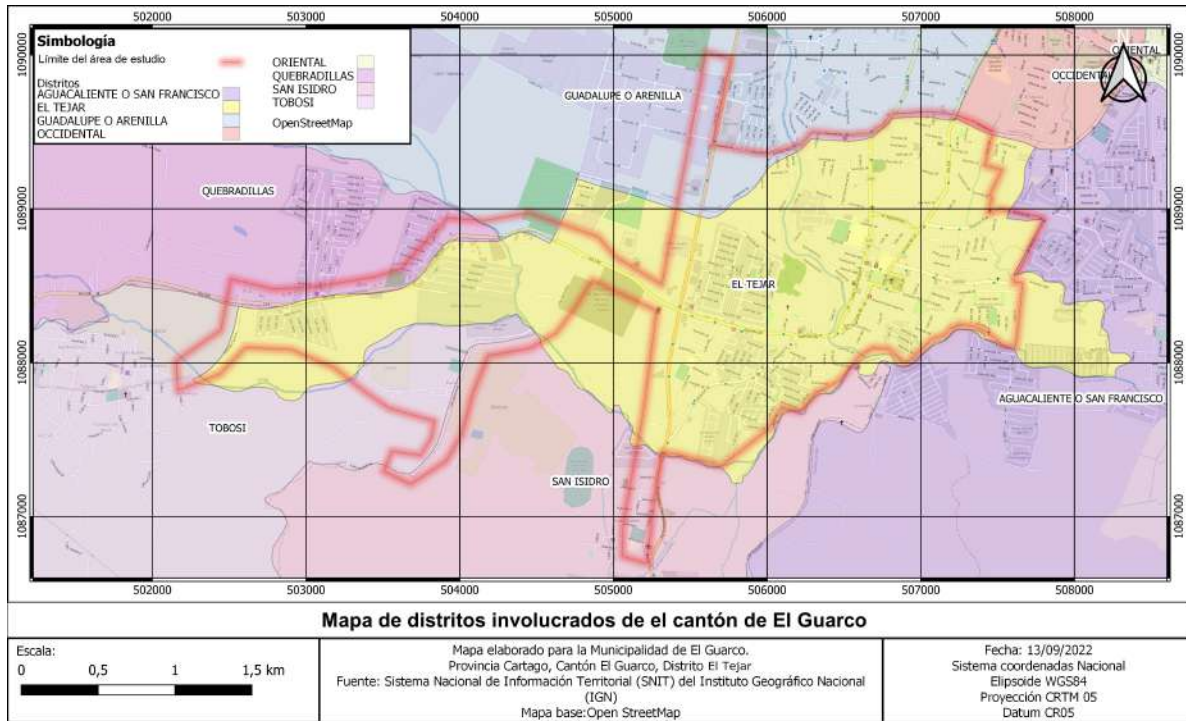 502000 503000 504000 505000 506000 507000 508000
1090000
1089000
1088000
1087000
1090000
1089000
1088000
1087000
Simbología
Límite del área de estudio
Distritos
AGUACALIENTE O SAN FRANCISCO
EL TEJAR
GUADALUPE O ARENILLA
OCCIDENTAL
ORIENTAL
QUEBRADILLAS
SAN ISIDRO
TOBOSI
OpenStreetMap
ORIENTAL
OCCIDENTAL
GUADALUPE O ARENILLA
QUEBRADILLAS
EL TEJAR
AGUACALIENTE O SAN FRANCISCO
TOBOSI
SAN ISIDRO
502000 503000 504000 505000 506000 507000 508000
Mapa de distritos involucrados de el cantón de El Guarco
Escala:
0 0,5 1 1,5 km
Mapa elaborado para la Municipalidad de El Guarco.
Provincia Cartago, Cantón El Guarco, Distrito El Tejar
Fuente: Sistema Nacional de Información Territorial (SNIT) del Instituto Geográfico Nacional
(IGN)
Mapa base:Open StreetMap
Fecha: 13/09/2022
Sistema coordenadas Nacional
Elipsoide WGS84
Proyección CRTM 05
Datum CR05